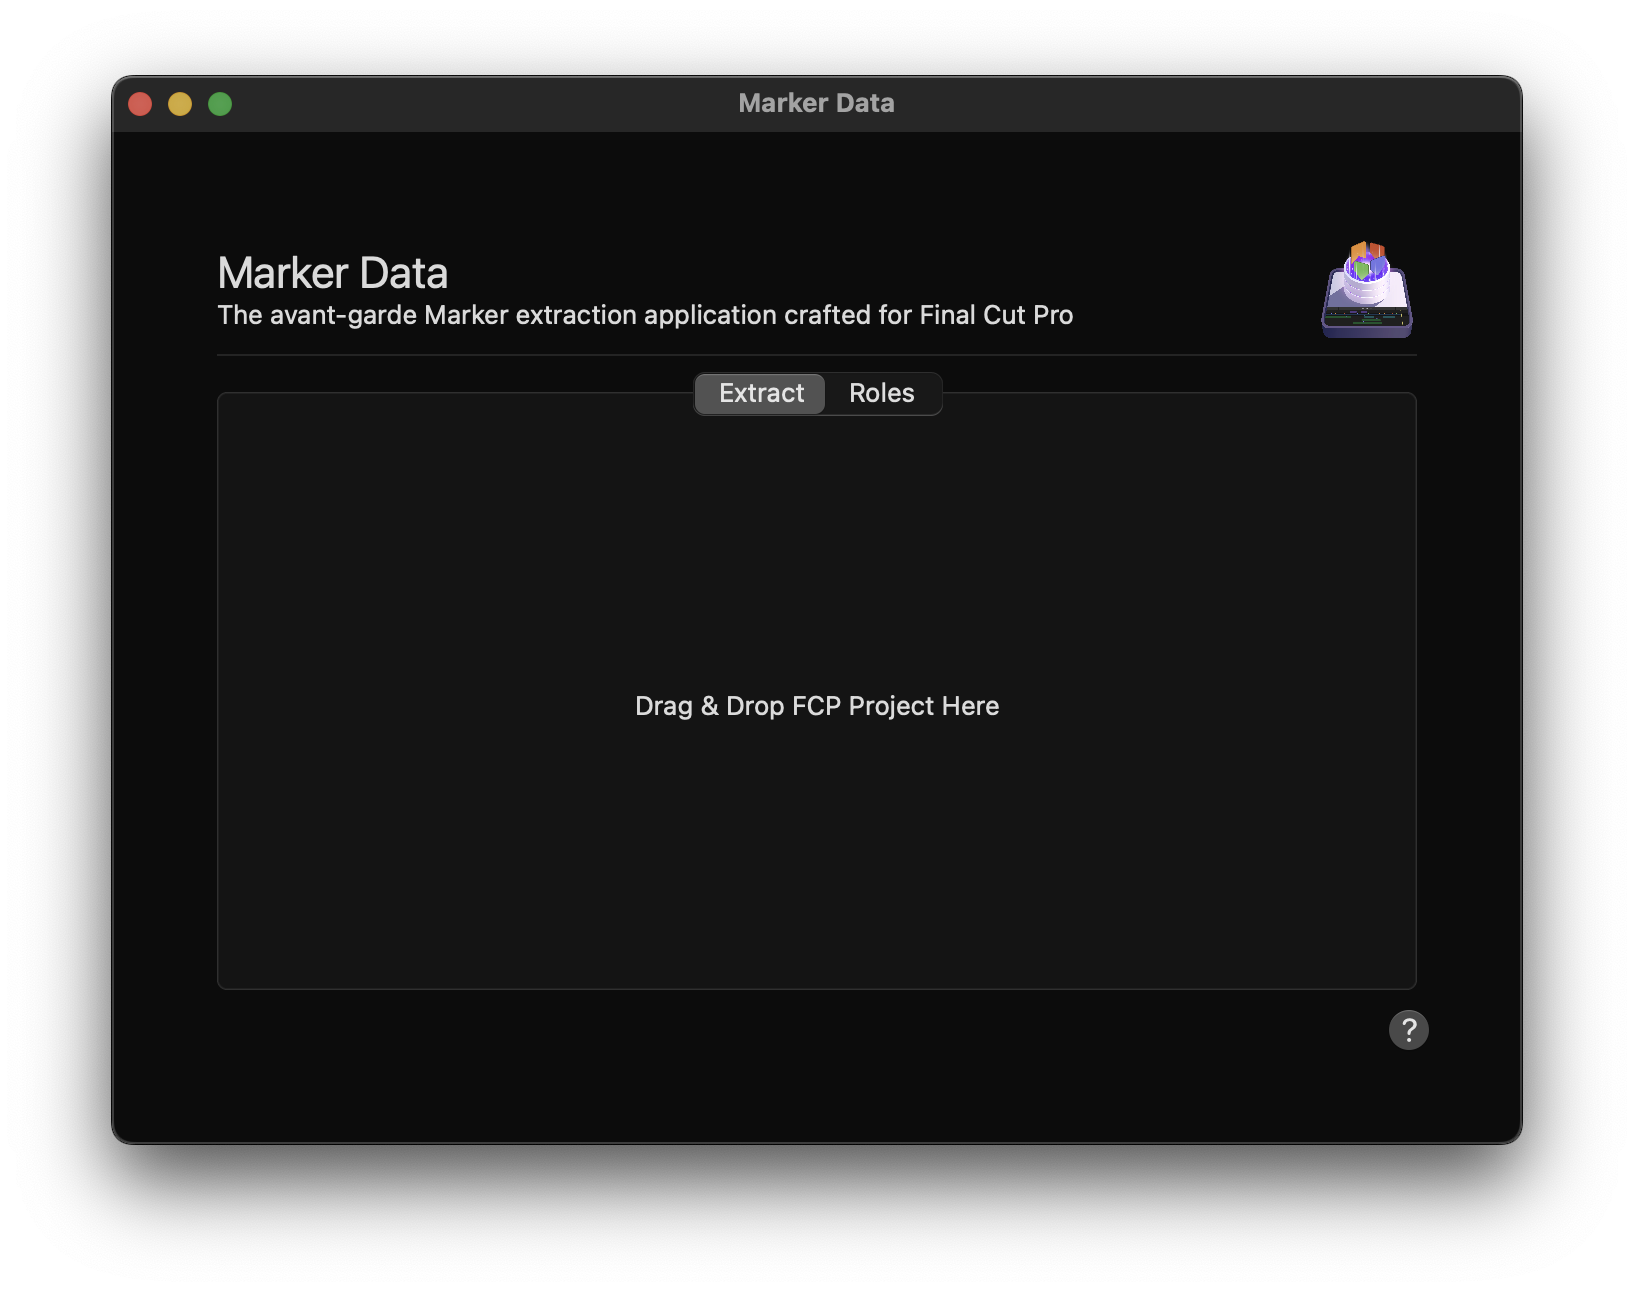 Marker Data
Marker Data
The avant-garde Marker extraction application crafted for Final Cut Pro
Extract Roles
Drag & Drop FCP Project Here
?